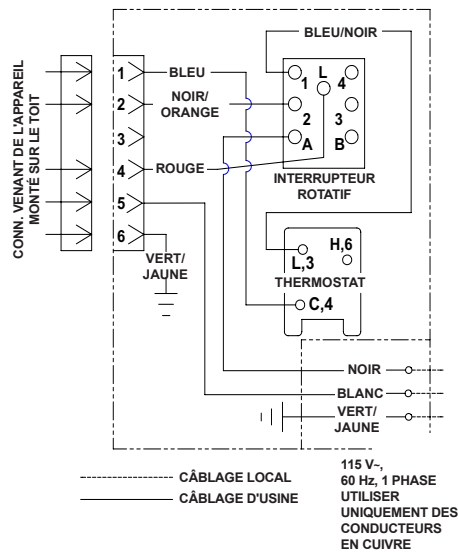 CONN. VENANT DE L'APPAREIL
MONTÉ SUR LE TOIT
1
2
3
4
5
6
BLEU
NOIR/
ORANGE
ROUGE
VERT/
JAUNE
BLEU/NOIR
1
L
4
2
3
A
B
INTERRUPTEUR
ROTATIF
L,3
H,6
THERMOSTAT
C,4
NOIR
BLANC
VERT/
JAUNE
CÂBLAGE LOCAL
CÂBLAGE D'USINE
115 V~,
60 Hz, 1 PHASE
UTILISER
UNIQUEMENT DES
CONDUCTEURS
EN CUIVRE